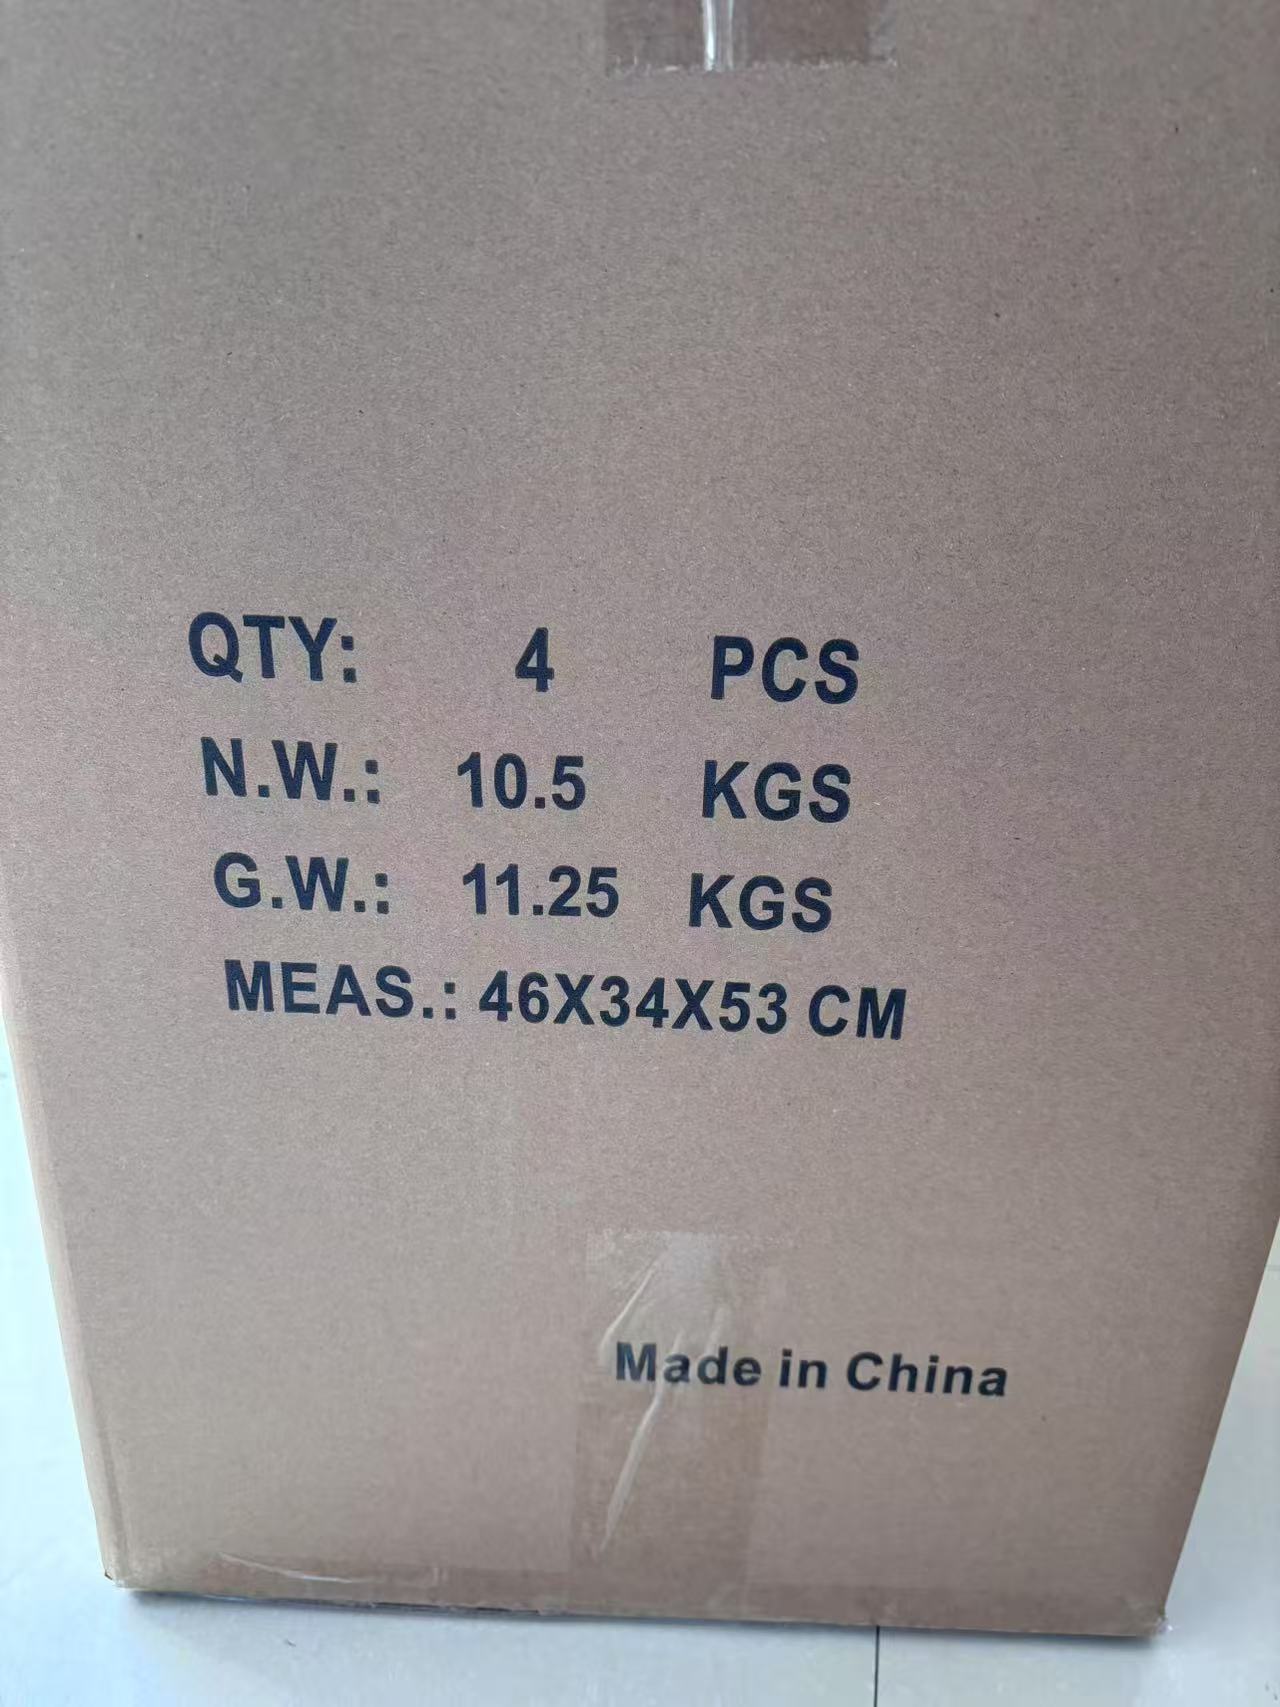 QTY: 4 PCS
N.W.: 10.5 KGS
G.W.: 11.25 KGS
MEAS.: 46X34X53 CM
Made in China